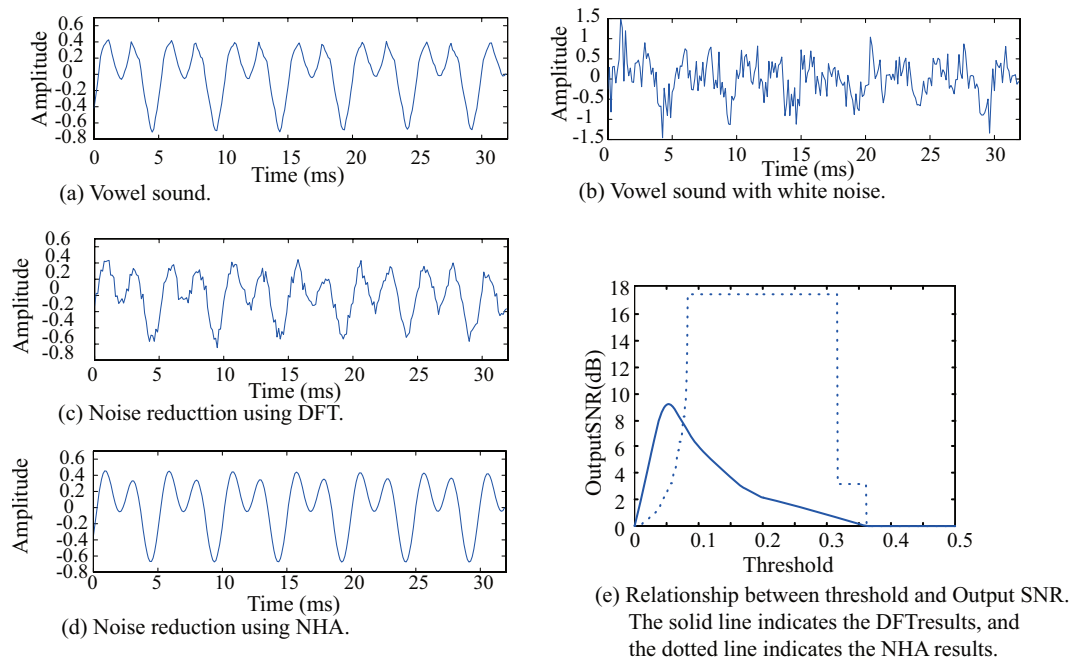 0.6
0.4
0.2
0
-0.2
-0.4
-0.6
-0.8
Amplitude
0 5 10 15 20 25 30
Time (ms)
(a) Vowel sound.
1.5
1
0.5
0
-0.5
-1
-1.5
Amplitude
0 5 10 15 20 25 30
Time (ms)
(b) Vowel sound with white noise.
0.6
0.4
0.2
-0.2
-0.4
-0.6
-0.8
Amplitude
0 5 10 15 20 25 30
Time (ms)
(c) Noise reducttion using DFT.
0.6
0.4
0.2
0
-0.2
-0.4
-0.6
-0.8
Amplitude
0 5 10 15 20 25 30
Time (ms)
(d) Noise reduction using NHA.
18
16
14
12
10
8
6
4
2
0
OutputSNR(dB)
0 0.1 0.2 0.3 0.4 0.5
Threshold
(e) Relationship between threshold and Output SNR.
The solid line indicates the DFTresults, and
the dotted line indicates the NHA results.